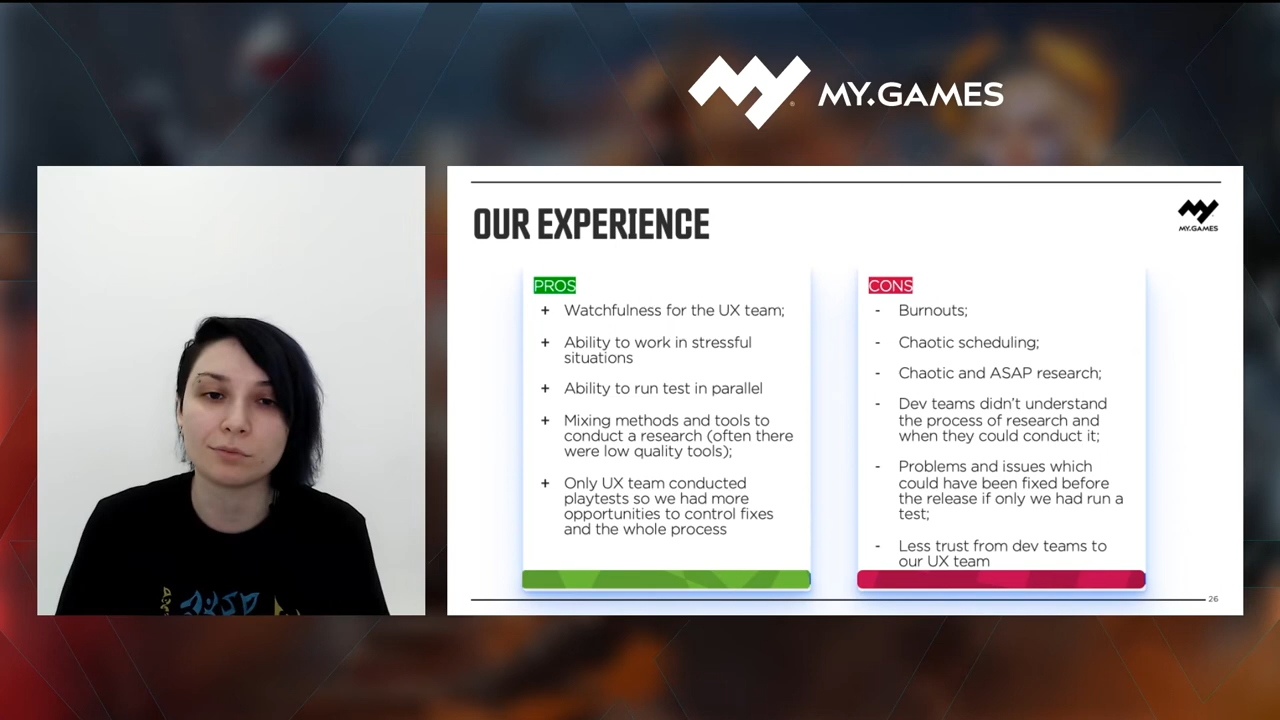 MY.GAMES
OUR EXPERIENCE
MY.GAMES
PROS
+ Watchfulness for the UX team;
+ Ability to work in stressful
situations
+ Ability to run test in parallel
+ Mixing methods and tools to
conduct a research (often there
were low quality tools);
+ Only UX team conducted
playtests so we had more
opportunities to control fixes
and the whole process
CONS
- Burnouts;
- Chaotic scheduling;
- Chaotic and ASAP research;
- Dev teams didn’t understand
the process of research and
when they could conduct it;
- Problems and issues which
could have been fixed before
the release if only we had run a
test;
- Less trust from dev teams to
our UX team
26